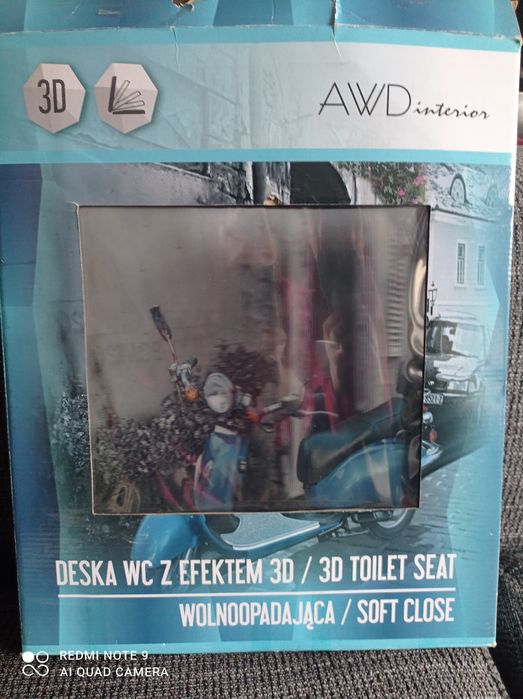 3D
AWD interior
DESKA WC Z EFEKTEM 3D / 3D TOILET SEAT
WOLNOOPADAJĄCA / SOFT CLOSE
REDMI NOTE 9
AI QUAD CAMERA